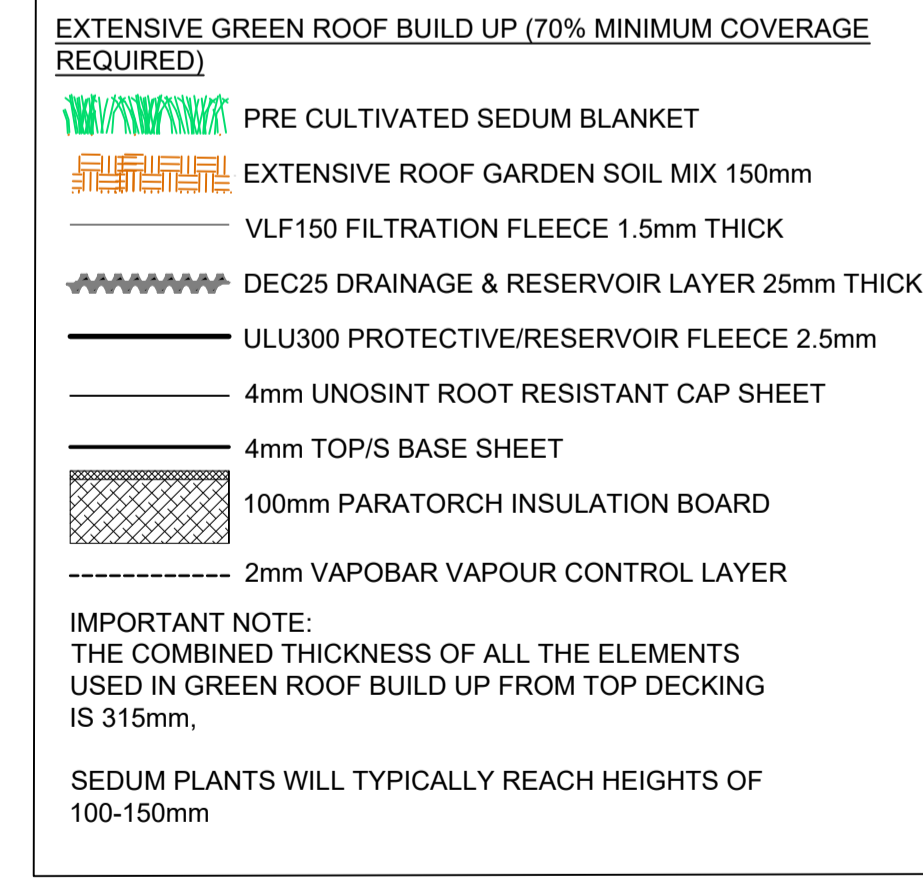 EXTENSIVE GREEN ROOF BUILD UP (70% MINIMUM COVERAGE
REQUIRED)
PRE CULTIVATED SEDUM BLANKET
EXTENSIVE ROOF GARDEN SOIL MIX 150mm
VLF150 FILTRATION FLEECE 1.5mm THICK
DEC25 DRAINAGE & RESERVOIR LAYER 25mm THICK
ULU300 PROTECTIVE/RESERVOIR FLEECE 2.5mm
4mm UNOSINT ROOT RESISTANT CAP SHEET
4mm TOP/S BASE SHEET
100mm PARATORCH INSULATION BOARD
2mm VAPOBAR VAPOUR CONTROL LAYER
IMPORTANT NOTE:
THE COMBINED THICKNESS OF ALL THE ELEMENTS
USED IN GREEN ROOF BUILD UP FROM TOP DECKING
IS 315mm,
SEDUM PLANTS WILL TYPICALLY REACH HEIGHTS OF
100-150mm